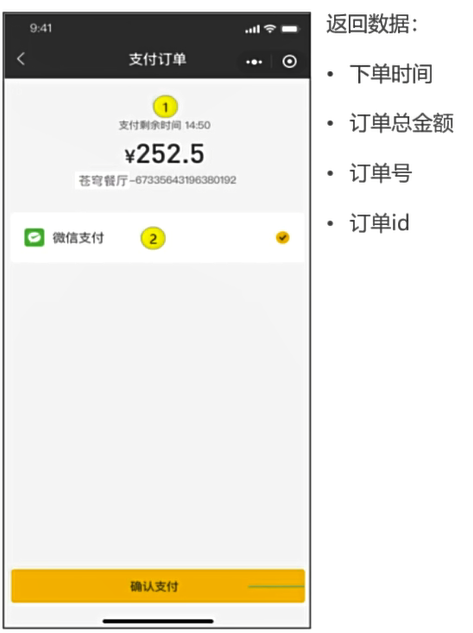 9:41
支付订单
1
支付剩余时间 14:50
¥252.5
苍穹餐厅-67335643196380192
微信支付
2
确认支付
返回数据：
• 下单时间
• 订单总金额
• 订单号
• 订单id